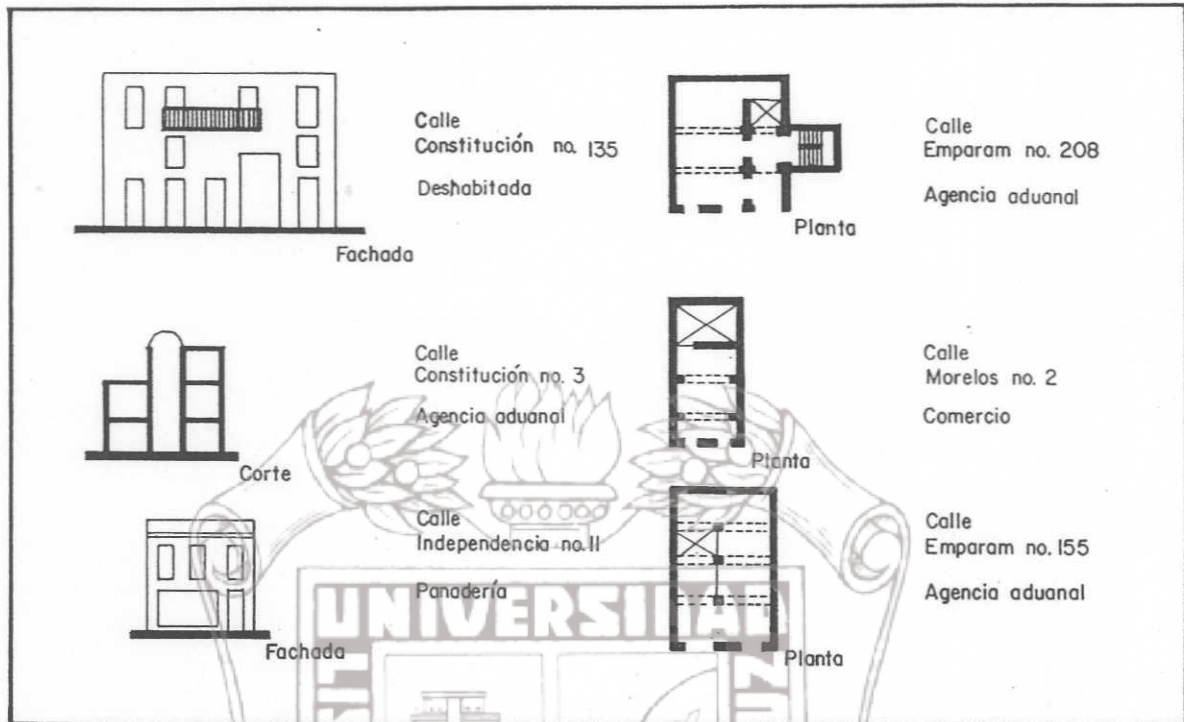 Calle
Constitución no. 135
Deshabitada
Fachada
Calle
Emparam no. 208
Agencia aduanal
Planta
Calle
Constitución no. 3
Agencia aduanal
Corte
Calle
Morelos no. 2
Comercio
Planta
Calle
Independencia no. 11
Panadería
Fachada
Calle
Emparam no. 155
Agencia aduanal
Planta
UNIVERSIDAD